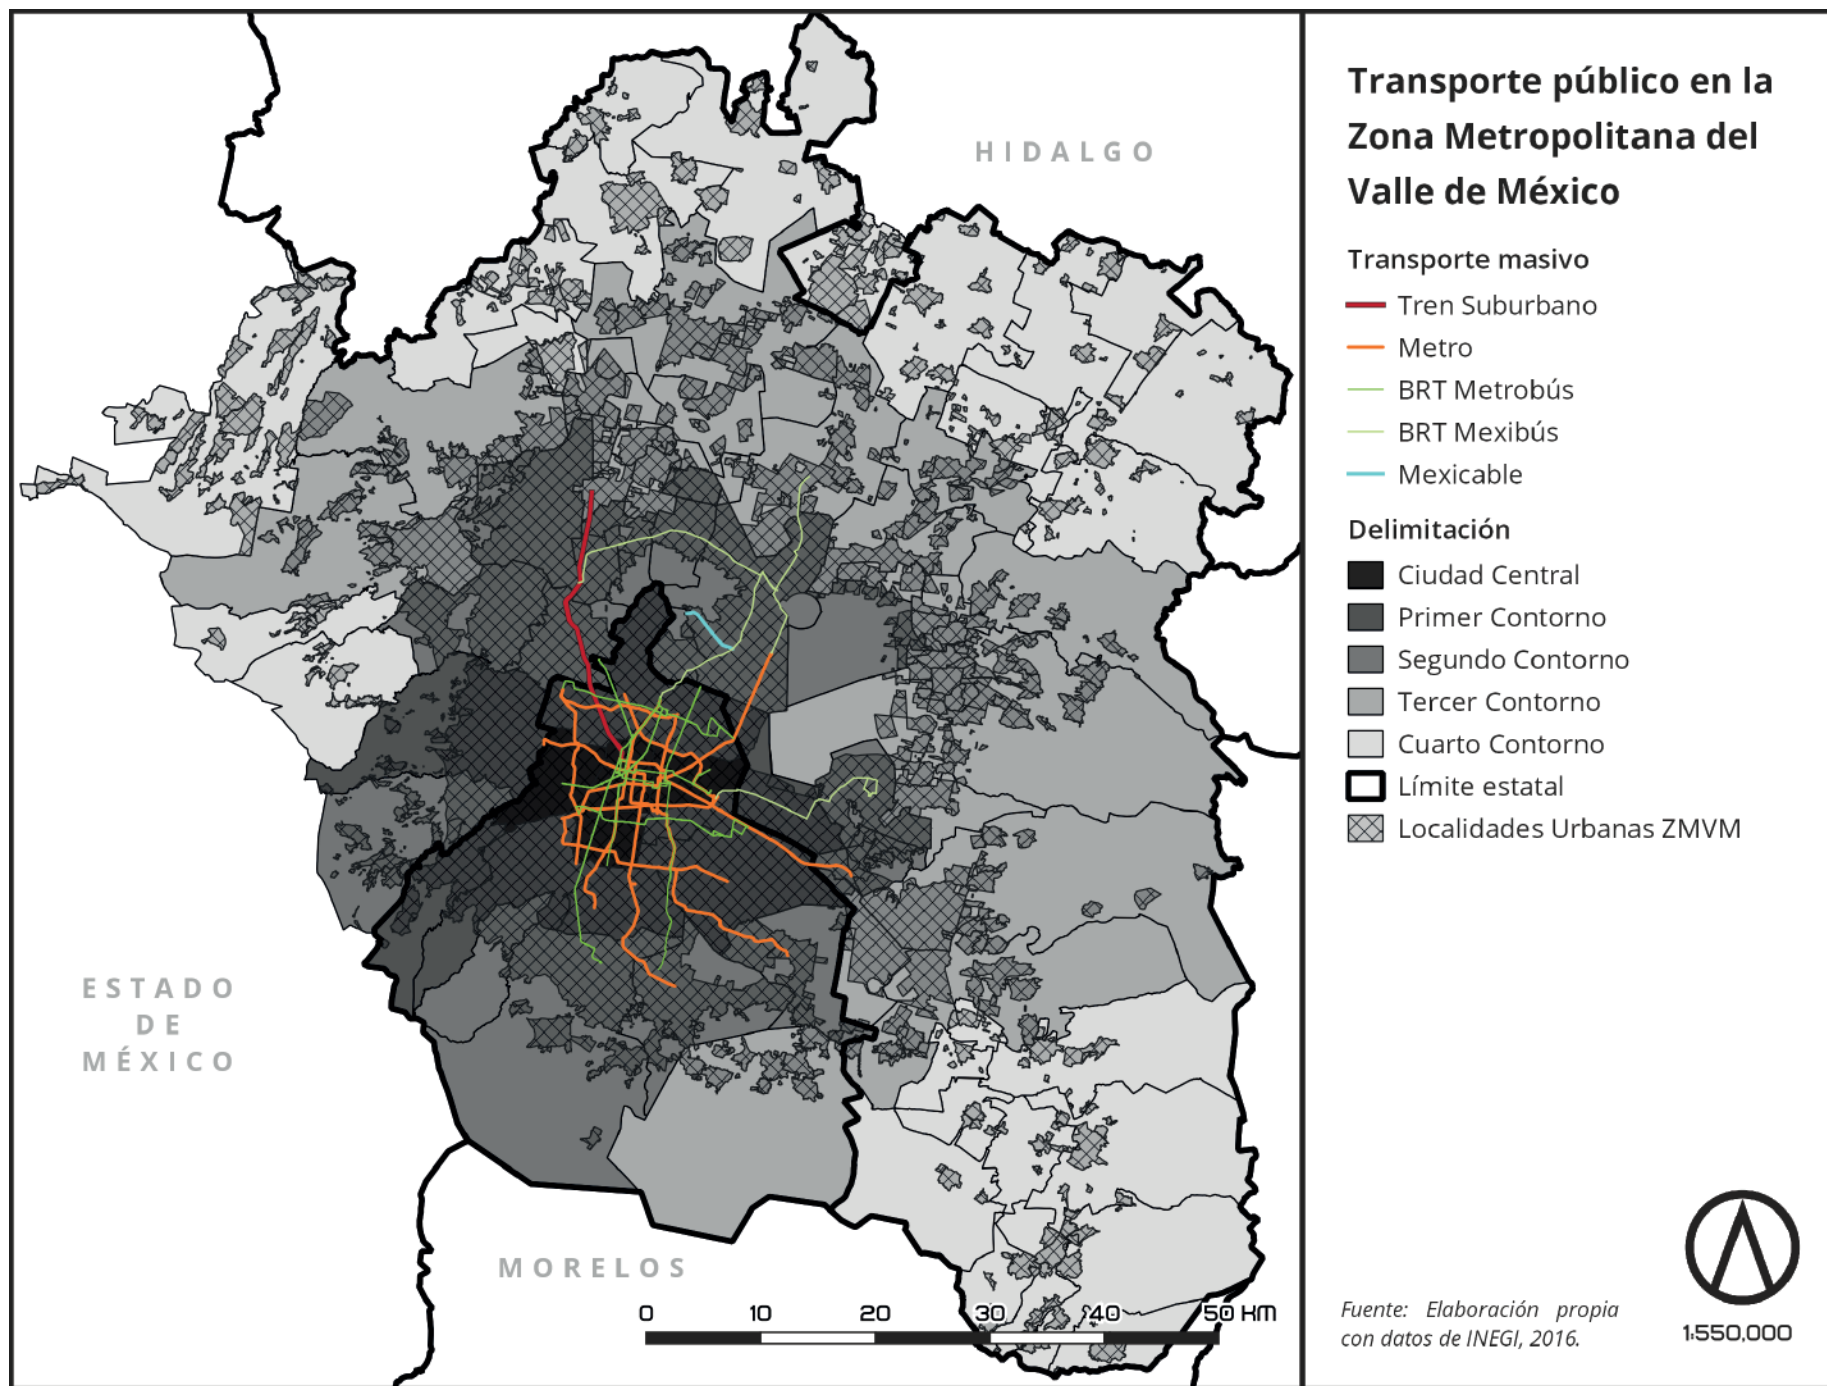 HIDALGO
ESTADO
DE
MÉXICO
MORELOS
0 10 20 30 40 50 KM
Transporte público en la
Zona Metropolitana del
Valle de México
Transporte masivo
Tren Suburbano
Metro
BRT Metrobús
BRT Mexibús
Mexicable
Delimitación
Ciudad Central
Primer Contorno
Segundo Contorno
Tercer Contorno
Cuarto Contorno
Límite estatal
Localidades Urbanas ZMVM
Fuente: Elaboración propia
con datos de INEGI, 2016.
1:550,000